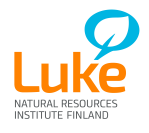 Luke
NATURAL RESOURCES
INSTITUTE FINLAND